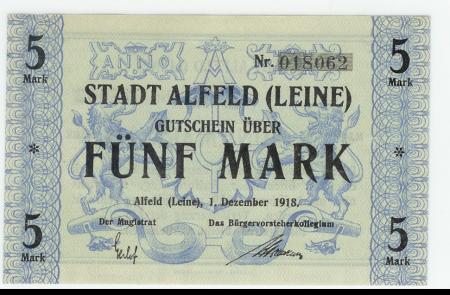 5 Mark
5 Mark
ANNO
Nr. 018062
STADT ALFELD (LEINE)
GUTSCHEIN ÜBER
FÜNF MARK
* *
Alfeld (Leine), 1. Dezember 1918.
Der Magistrat Das Bürgervorsteherkollegium
5 Mark
5 Mark